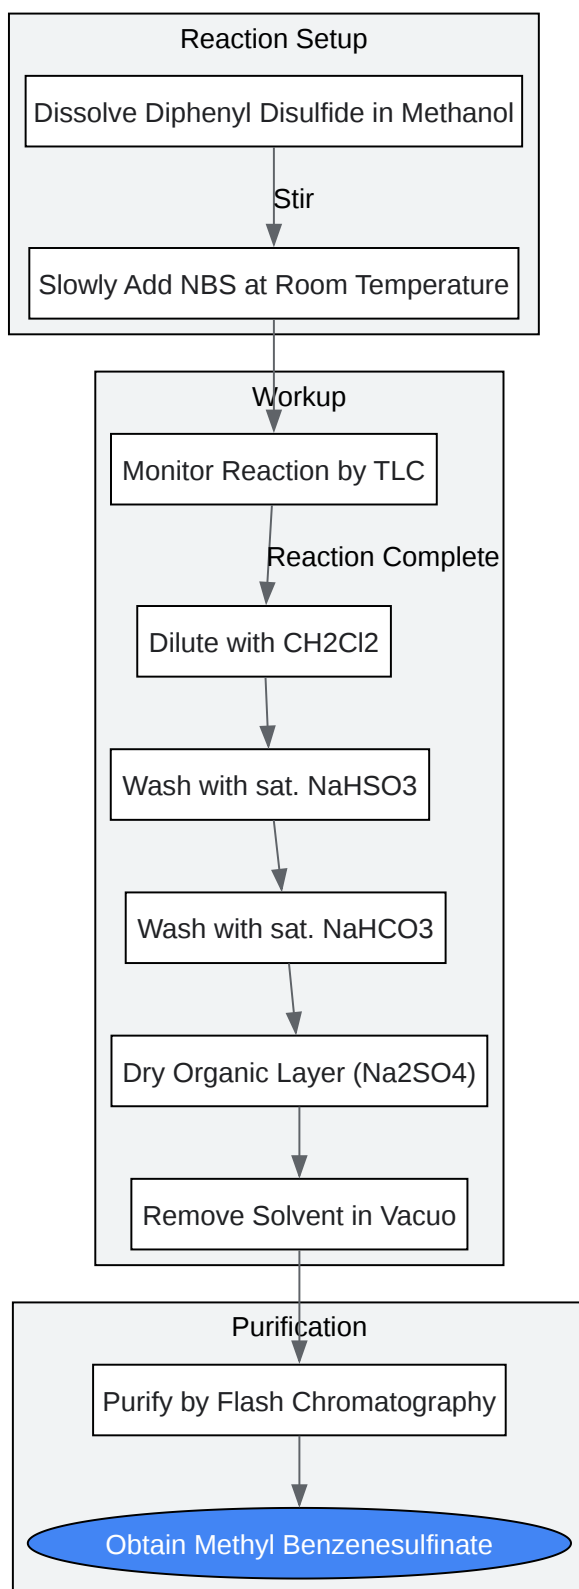 Reaction Setup
Dissolve Diphenyl Disulfide in Methanol
Stir
Slowly Add NBS at Room Temperature
Workup
Monitor Reaction by TLC
Reaction Complete
Dilute with CH2Cl2
Wash with sat. NaHSO3
Wash with sat. NaHCO3
Dry Organic Layer (Na2SO4)
Remove Solvent in Vacuo
Purification
Purify by Flash Chromatography
Obtain Methyl Benzenesulfinate